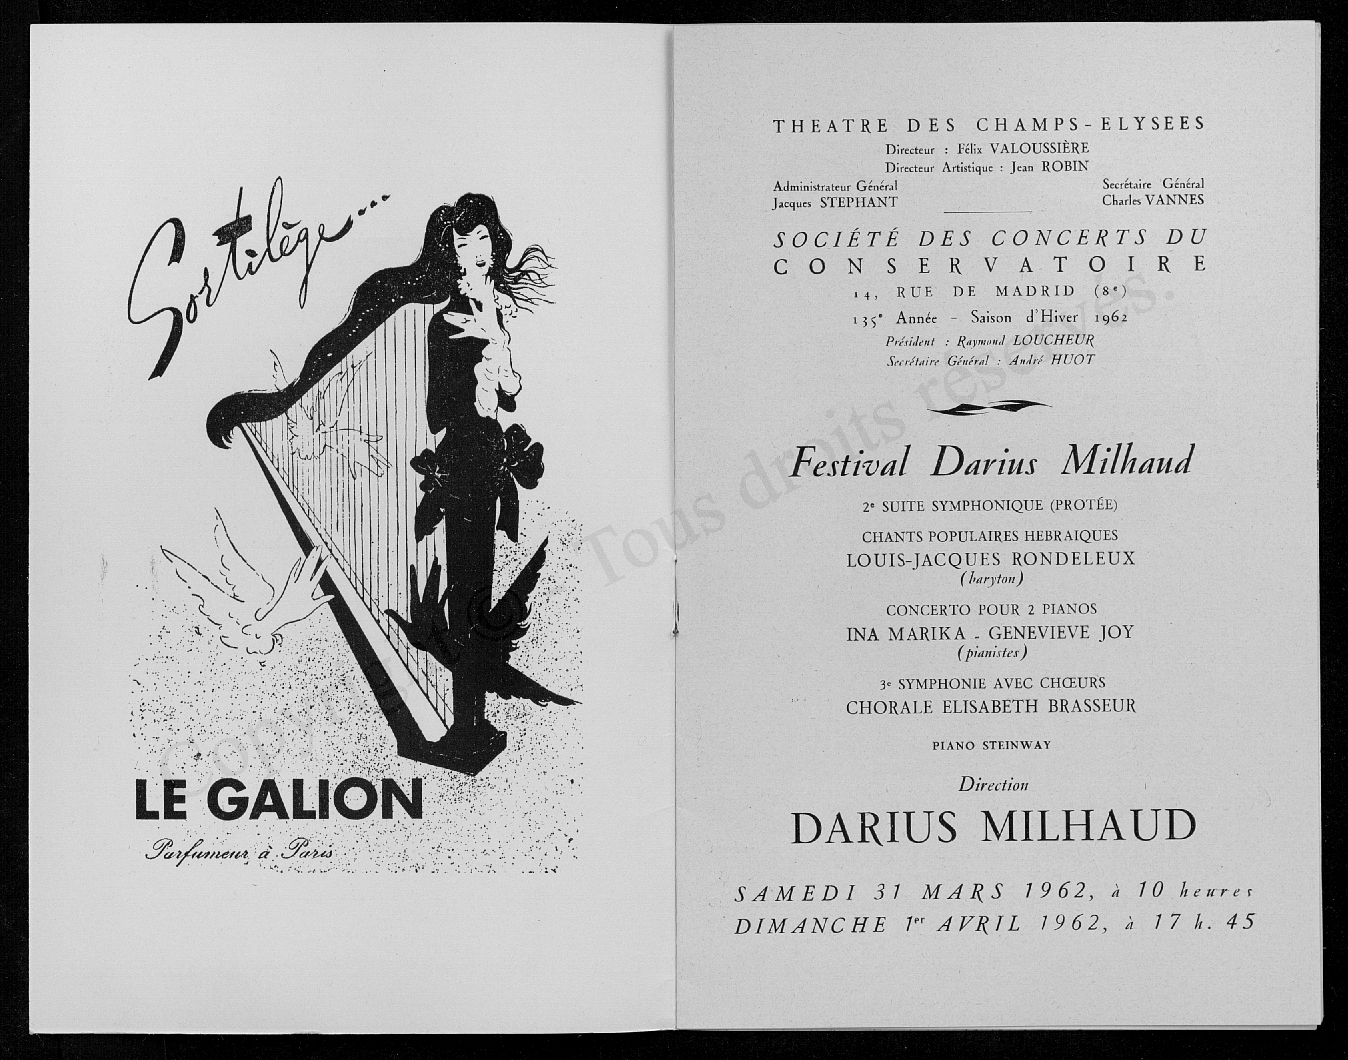 Sortilège...
LE GALION
Parfumeur à Paris
THEATRE DES CHAMPS-ELYSEES
Directeur : Félix VALOUSSIÈRE
Directeur Artistique : Jean ROBIN
Administrateur Général
Jacques STEPHANT
Secrétaire Général
Charles VANNES
SOCIÉTÉ DES CONCERTS DU
CONSERVATOIRE
14, RUE DE MADRID (8e)
135e Année - Saison d'Hiver 1962
Président : Raymond LOUCHEUR
Secrétaire Général : André HUOT
Festival Darius Milhaud
2e SUITE SYMPHONIQUE (PROTÉE)
CHANTS POPULAIRES HEBRAIQUES
LOUIS-JACQUES RONDELEUX
(baryton)
CONCERTO POUR 2 PIANOS
INA MARIKA - GENEVIEVE JOY
(pianistes)
3e SYMPHONIE AVEC CHŒURS
CHORALE ELISABETH BRASSEUR
PIANO STEINWAY
Direction
DARIUS MILHAUD
SAMEDI 31 MARS 1962, à 10 heures
DIMANCHE 1er AVRIL 1962, à 17 h. 45
Copyright © Tous droits réservés.